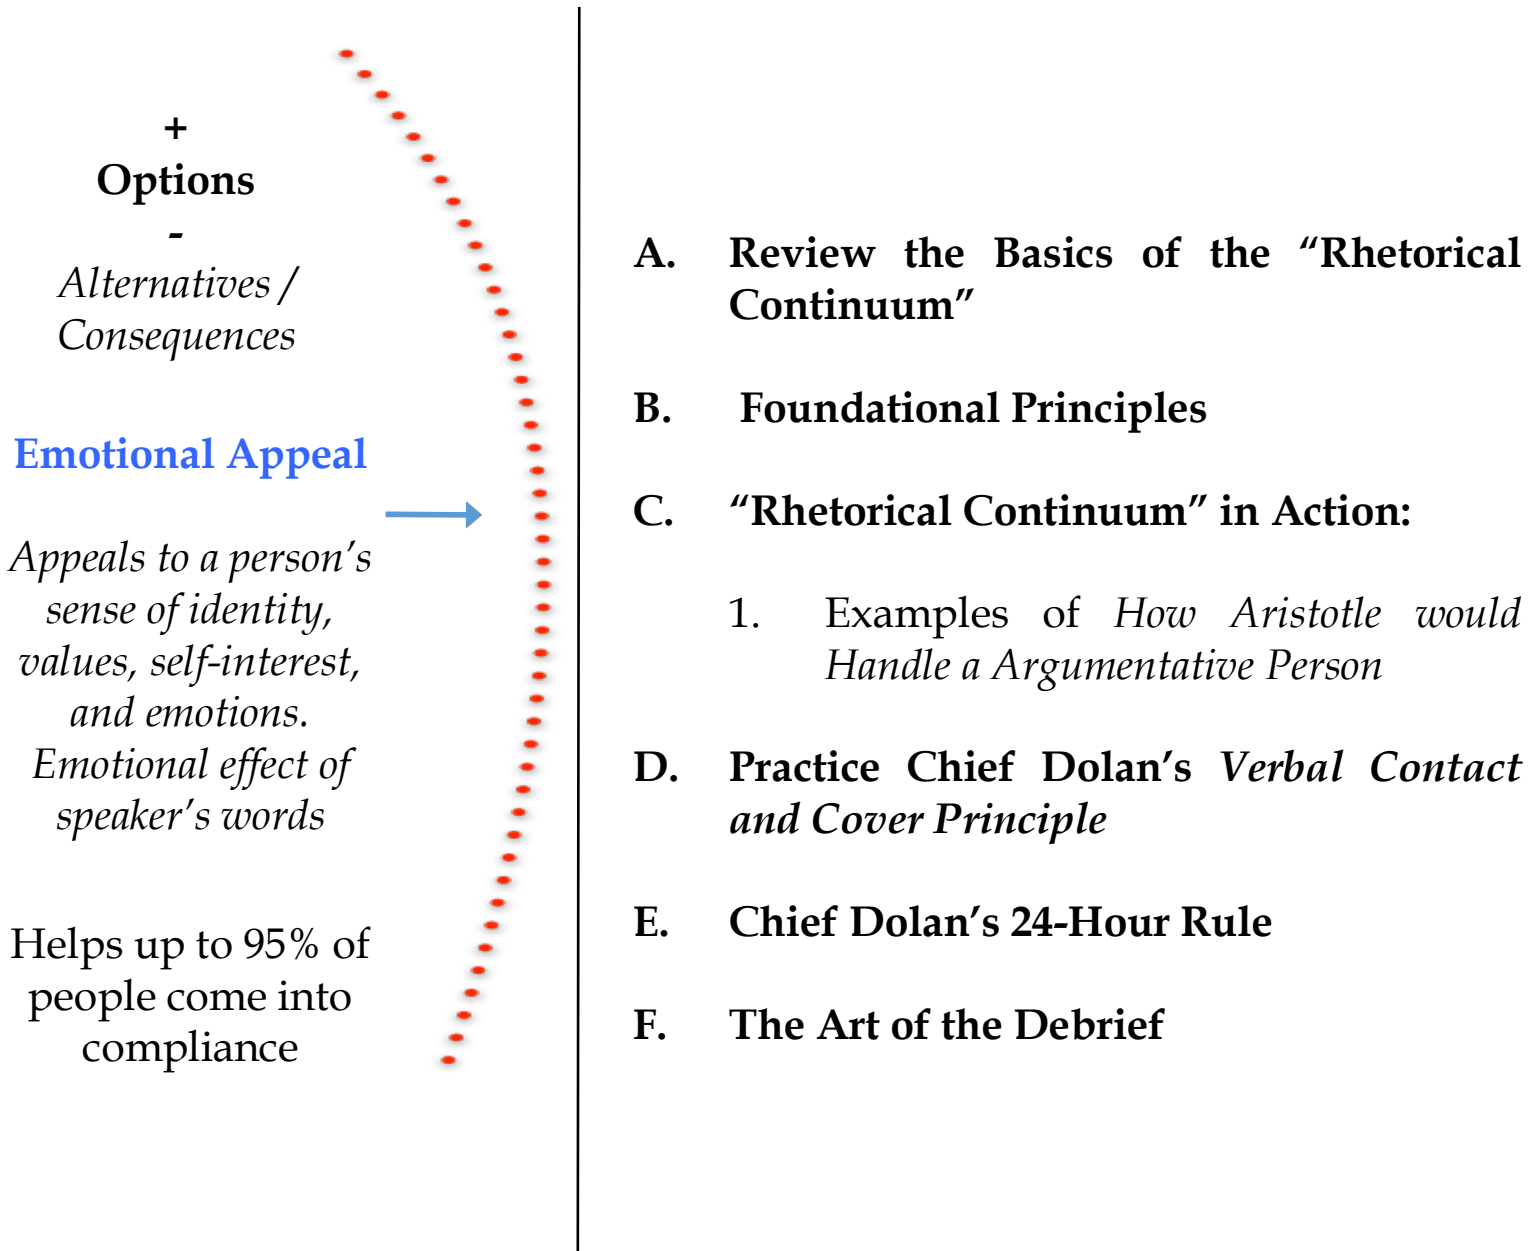 +
Options
-
Alternatives /
Consequences
Emotional Appeal
Appeals to a person’s
sense of identity,
values, self-interest,
and emotions.
Emotional effect of
speaker’s words
Helps up to 95% of
people come into
compliance
A. Review the Basics of the “Rhetorical
Continuum”
B. Foundational Principles
C. “Rhetorical Continuum” in Action:
1. Examples of How Aristotle would
Handle a Argumentative Person
D. Practice Chief Dolan’s Verbal Contact
and Cover Principle
E. Chief Dolan’s 24-Hour Rule
F. The Art of the Debrief